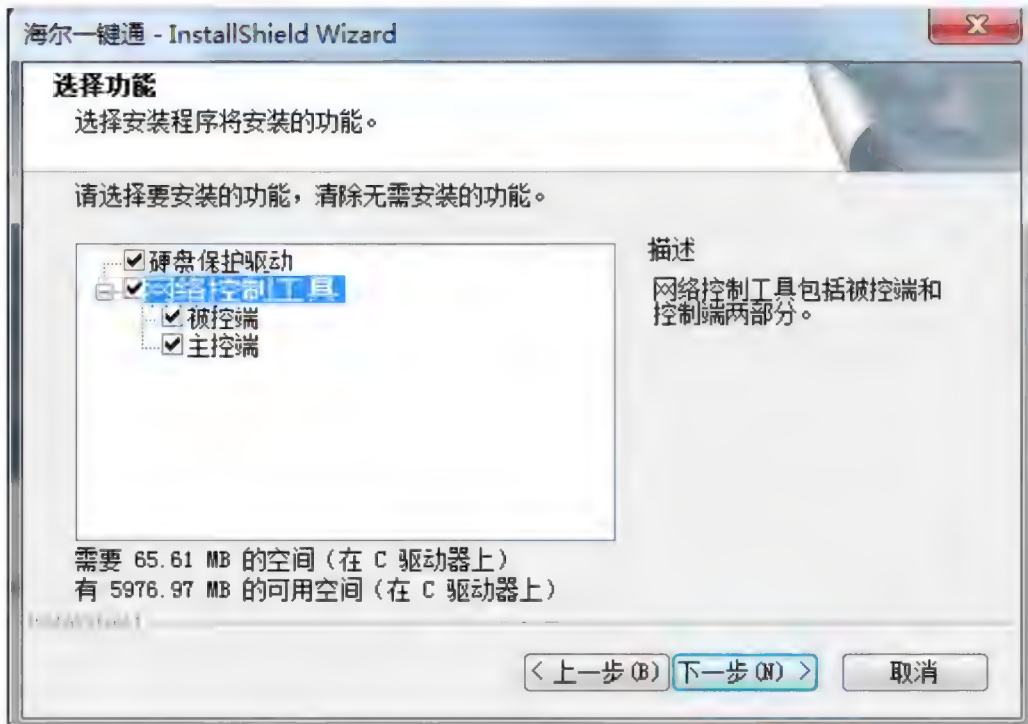 海尔一键通 - InstallShield Wizard
选择功能
选择安装程序将安装的功能。
请选择要安装的功能，清除无需安装的功能。
硬盘保护驱动
网络控制工具
被控端
主控端
描述
网络控制工具包括被控端和
控制端两部分。
需要 65.61 MB 的空间（在 C 驱动器上）
有 5976.97 MB 的可用空间（在 C 驱动器上）
InstallShield
< 上一步(B)
下一步(N) >
取消